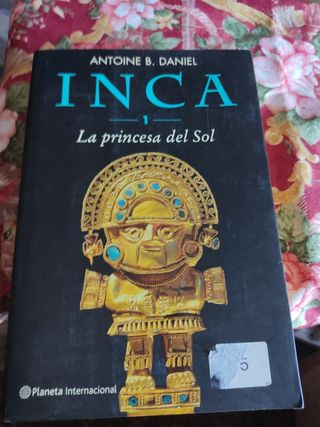 ANTOINE B. DANIEL
INCA
1
La princesa del Sol
Planeta Internacional